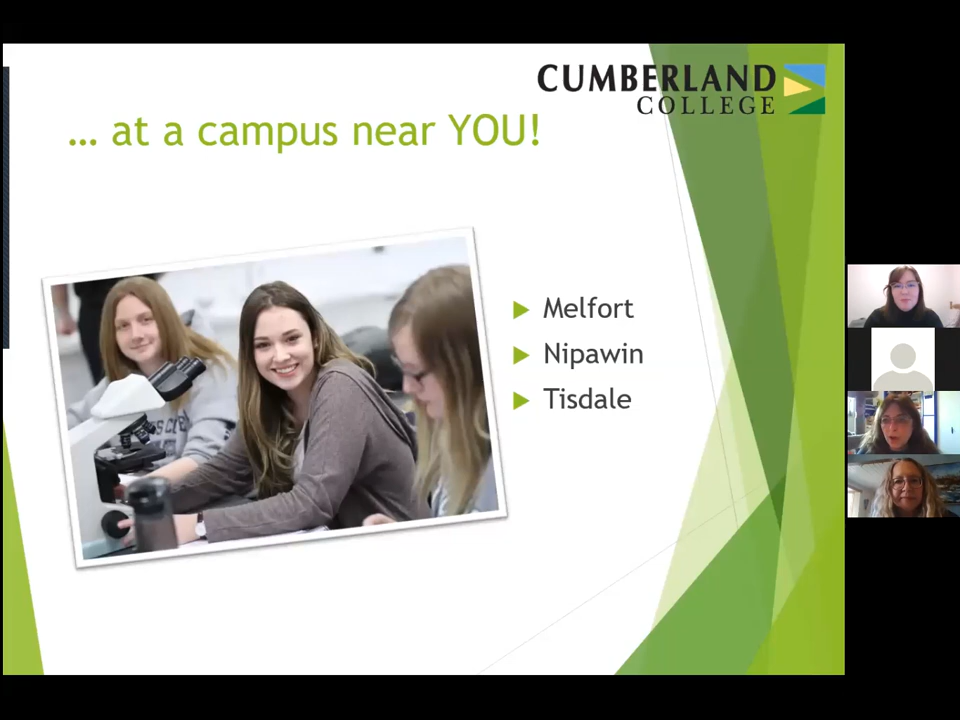 CUMBERLAND
COLLEGE
... at a campus near YOU!
Melfort
Nipawin
Tisdale